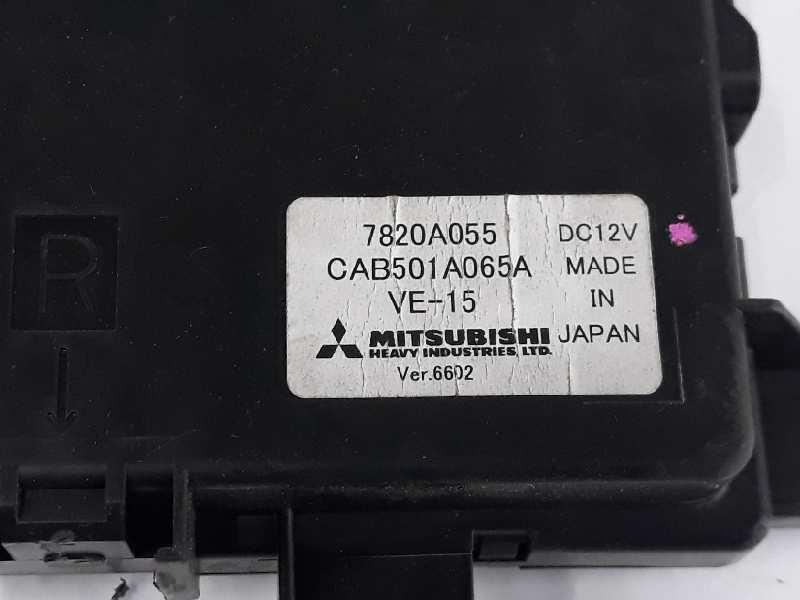 R
7820A055 DC12V
CAB501A065A MADE
VE-15 IN
MITSUBISHI JAPAN
HEAVY INDUSTRIES, LTD.
Ver.6602